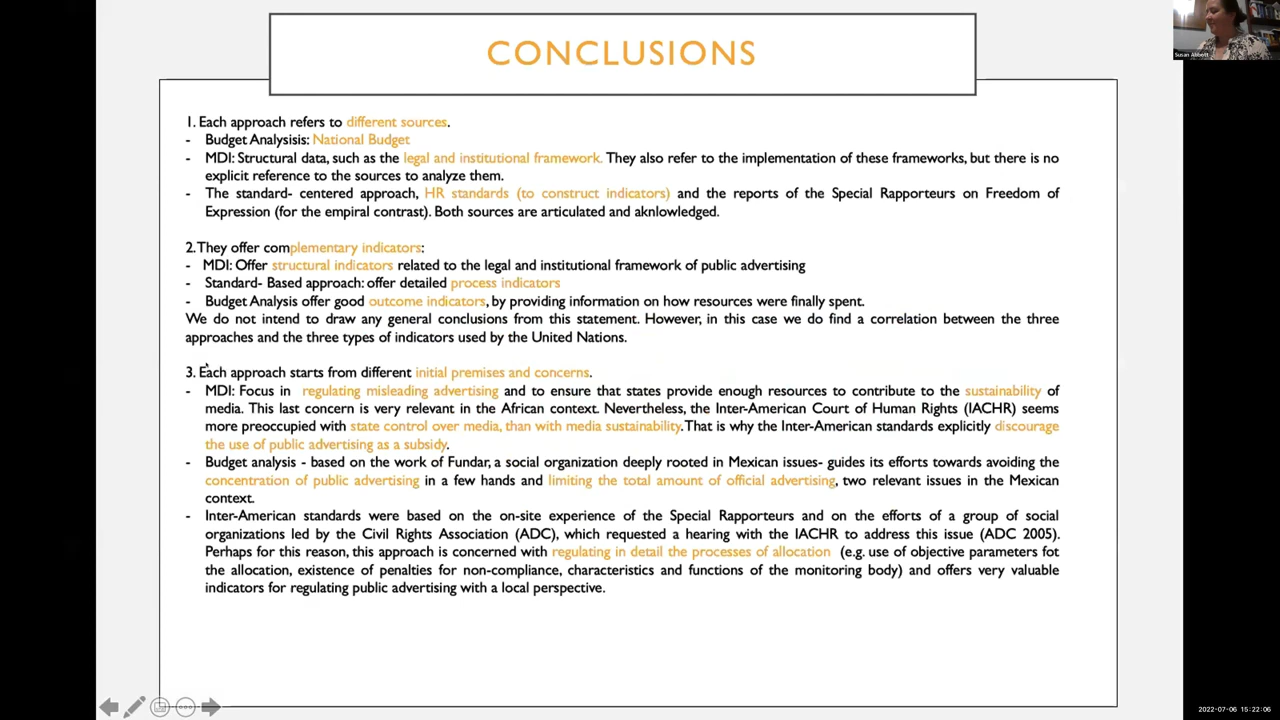 CONCLUSIONS
Susan Abbott
1. Each approach refers to different sources.
- Budget Analysisis: National Budget
- MDI: Structural data, such as the legal and institutional framework. They also refer to the implementation of these frameworks, but there is no
explicit reference to the sources to analyze them.
- The standard- centered approach, HR standards (to construct indicators) and the reports of the Special Rapporteurs on Freedom of
Expression (for the empiral contrast). Both sources are articulated and aknlowledged.
2. They offer complementary indicators:
- MDI: Offer structural indicators related to the legal and institutional framework of public advertising
- Standard- Based approach: offer detailed process indicators
- Budget Analysis offer good outcome indicators, by providing information on how resources were finally spent.
We do not intend to draw any general conclusions from this statement. However, in this case we do find a correlation between the three
approaches and the three types of indicators used by the United Nations.
3. Each approach starts from different initial premises and concerns.
- MDI: Focus in regulating misleading advertising and to ensure that states provide enough resources to contribute to the sustainability of
media. This last concern is very relevant in the African context. Nevertheless, the Inter-American Court of Human Rights (IACHR) seems
more preoccupied with state control over media, than with media sustainability. That is why the Inter-American standards explicitly discourage
the use of public advertising as a subsidy.
- Budget analysis - based on the work of Fundar, a social organization deeply rooted in Mexican issues- guides its efforts towards avoiding the
concentration of public advertising in a few hands and limiting the total amount of official advertising, two relevant issues in the Mexican
context.
- Inter-American standards were based on the on-site experience of the Special Rapporteurs and on the efforts of a group of social
organizations led by the Civil Rights Association (ADC), which requested a hearing with the IACHR to address this issue (ADC 2005).
Perhaps for this reason, this approach is concerned with regulating in detail the processes of allocation (e.g. use of objective parameters fot
the allocation, existence of penalties for non-compliance, characteristics and functions of the monitoring body) and offers very valuable
indicators for regulating public advertising with a local perspective.
2022-07-06 15:22:06